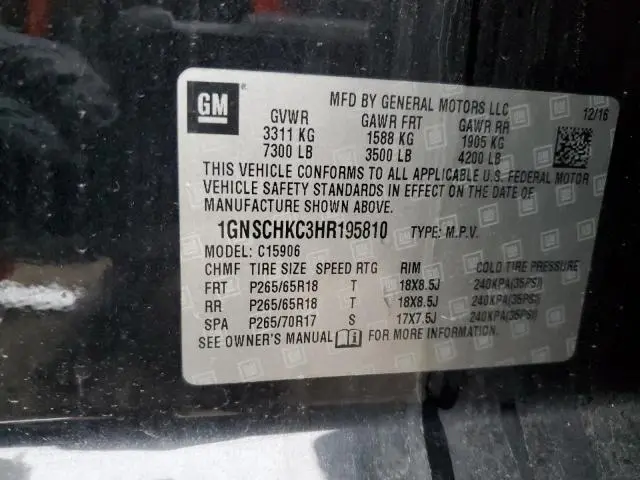 GM
MFD BY GENERAL MOTORS LLC
12/16
GVWR GAWR FRT GAWR RR
3311 KG 1588 KG 1905 KG
7300 LB 3500 LB 4200 LB
THIS VEHICLE CONFORMS TO ALL APPLICABLE U.S. FEDERAL MOTOR
VEHICLE SAFETY STANDARDS IN EFFECT ON THE DATE OF
MANUFACTURE SHOWN ABOVE.
1GNSCHKC3HR195810 TYPE: M.P.V.
MODEL: C15906
CHMF TIRE SIZE SPEED RTG RIM COLD TIRE PRESSURE
FRT P265/65R18 T 18X8.5J 240KPA(35PSI)
RR P265/65R18 T 18X8.5J 240KPA(35PSI)
SPA P265/70R17 S 17X7.5J 240KPA(35PSI)
SEE OWNER'S MANUAL i FOR MORE INFORMATION.